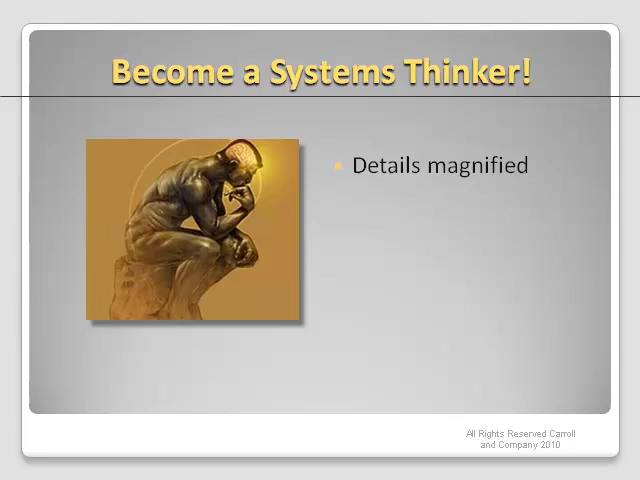 Become a Systems Thinker!
Details magnified
All Rights Reserved Carroll
and Company 2010